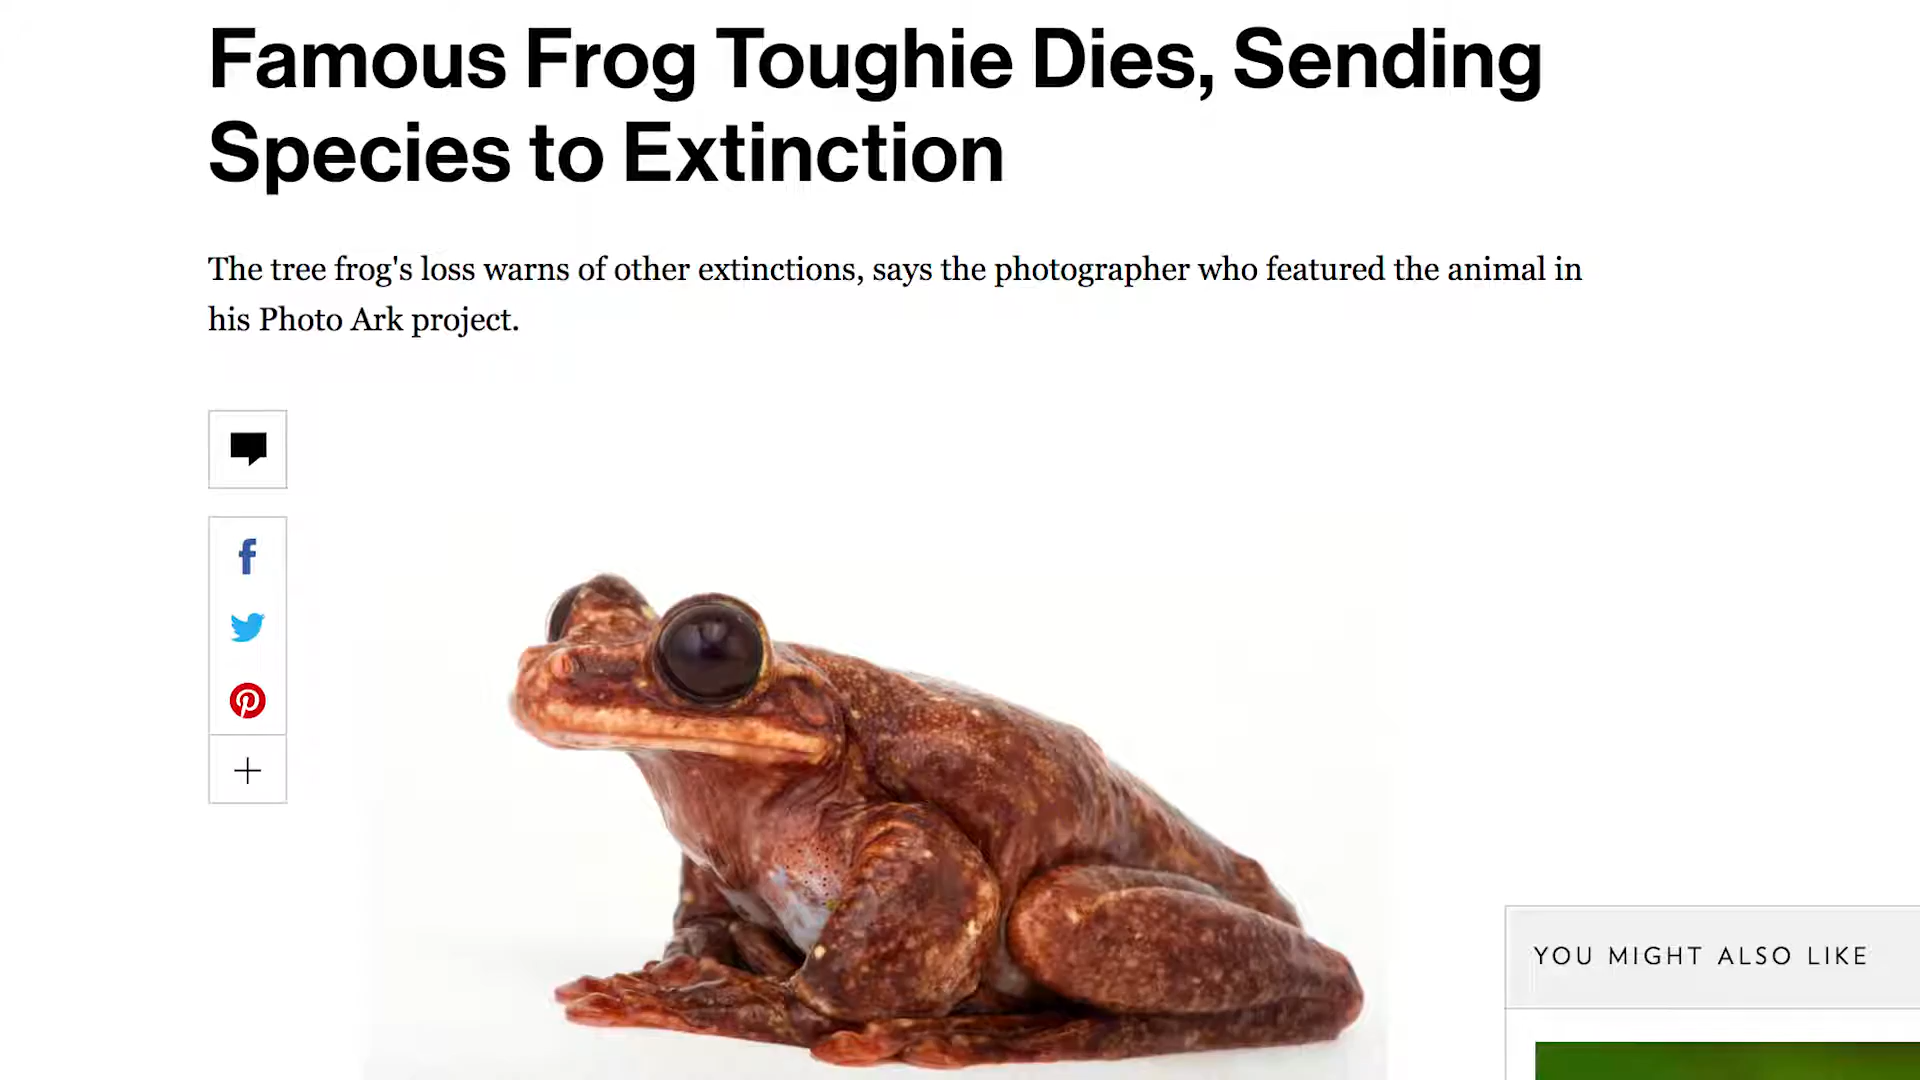 Famous Frog Toughie Dies, Sending
Species to Extinction
The tree frog's loss warns of other extinctions, says the photographer who featured the animal in
his Photo Ark project.
YOU MIGHT ALSO LIKE